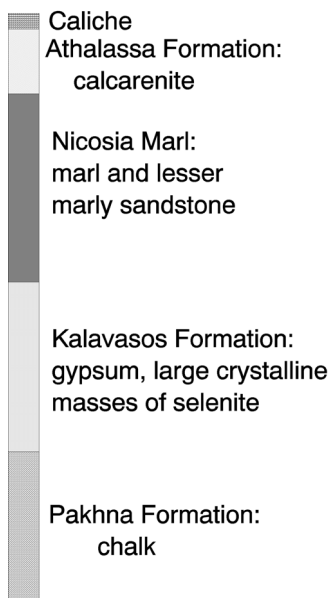 Caliche
Athalassa Formation:
calcarenite
Nicosia Marl:
marl and lesser
marly sandstone
Kalavasos Formation:
gypsum, large crystalline
masses of selenite
Pakhna Formation:
chalk